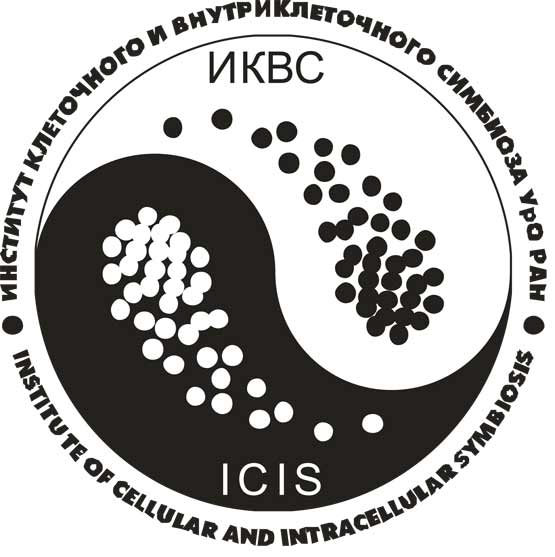 ИНСТИТУТ КЛЕТОЧНОГО И ВНУТРИКЛЕТОЧНОГО СИМБИОЗА УрО РАН
ИКВС
ICIS
INSTITUTE OF CELLULAR AND INTRACELLULAR SYMBIOSIS